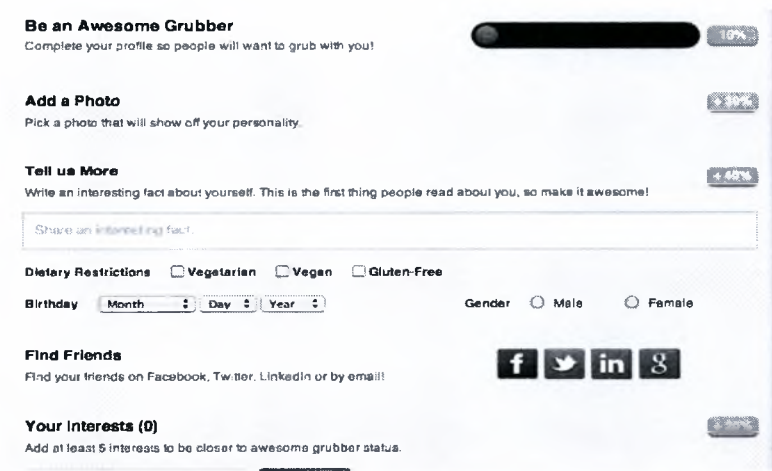 Be an Awesome Grubber
10%
Complete your profile so people will want to grub with you!
Add a Photo
Pick a photo that will show off your personality.
Tell us More
+ 40%
Write an interesting fact about yourself. This is the first thing people read about you, so make it awesome!
Share an interesting fact.
Dietary Restrictions Vegetarian Vegan Gluten-Free
Birthday Month Day Year Gender Male Female
Find Friends
f in g
Find your friends on Facebook, Twitter, LinkedIn or by email!
Your Interests (0)
Add at least 5 interests to be closer to awesome grubber status.